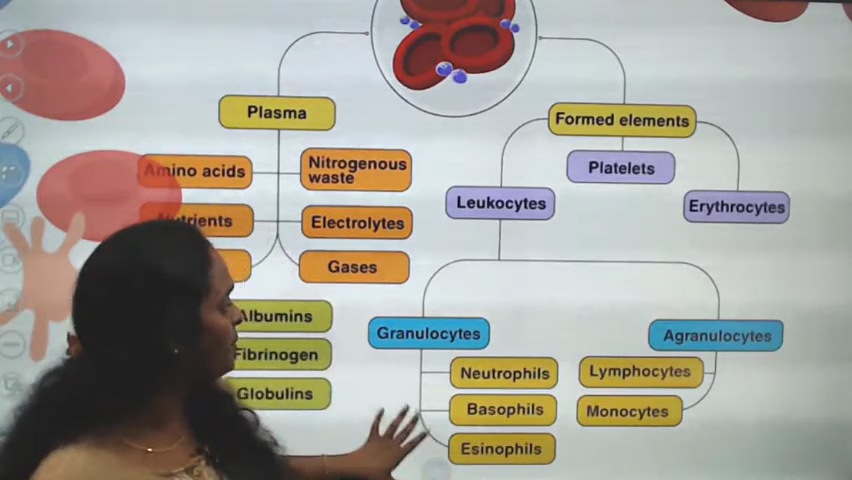 Plasma
Formed elements
Amino acids
Nitrogenous
waste
Platelets
Nutrients
Electrolytes
Leukocytes
Erythrocytes
Gases
Albumins
Fibrinogen
Globulins
Granulocytes
Agranulocytes
Neutrophils
Lymphocytes
Basophils
Monocytes
Esinophils